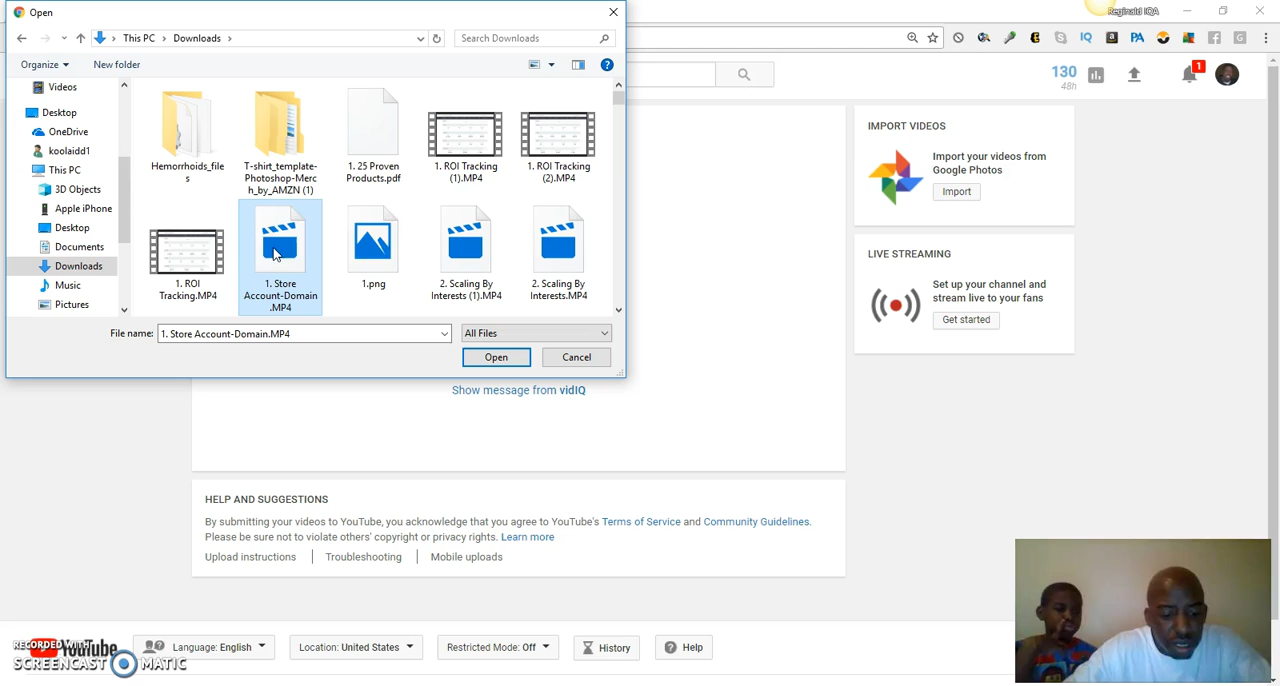 Open
Reginald IQA
This PC
Downloads
Search Downloads
Organize
New folder
Videos
Desktop
OneDrive
koolaidd1
This PC
3D Objects
Apple iPhone
Desktop
Documents
Downloads
Music
Pictures
Hemorrhoids_file
s
T-shirt_template-
Photoshop-Merc
h_by_AMZN (1)
1. 25 Proven
Products.pdf
1. ROI Tracking
(1).MP4
1. ROI Tracking
(2).MP4
1. ROI
Tracking.MP4
1. Store
Account-Domain
.MP4
1.png
2. Scaling By
Interests (1).MP4
2. Scaling By
Interests.MP4
File name:
1. Store Account-Domain.MP4
All Files
Open
Cancel
IQ
PA
130
48h
1
IMPORT VIDEOS
Import your videos from
Google Photos
Import
LIVE STREAMING
Set up your channel and
stream live to your fans
Get started
Show message from vidIQ
HELP AND SUGGESTIONS
By submitting your videos to YouTube, you acknowledge that you agree to YouTube's Terms of Service and Community Guidelines.
Please be sure not to violate others' copyright or privacy rights. Learn more
Upload instructions
Troubleshooting
Mobile uploads
YouTube
Language: English
Location: United States
Restricted Mode: Off
History
Help
RECORDED WITH
SCREENCAST MATIC